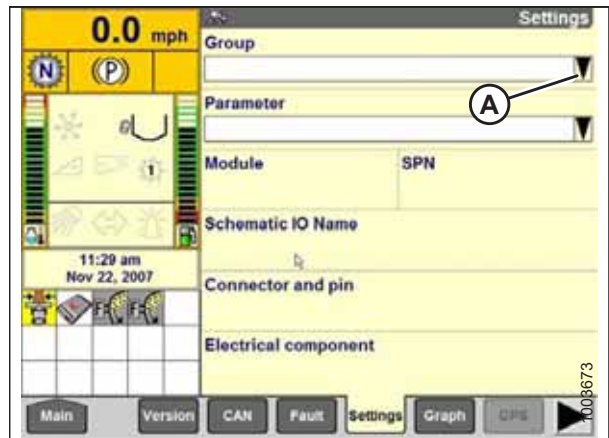 0.0 mph
Settings
Group
N
P
A
Parameter
1
Module
SPN
Schematic IO Name
11:29 am
Nov 22, 2007
Connector and pin
F
F
Electrical component
1003673
Main
Version
CAN
Fault
Settings
Graph
GPS